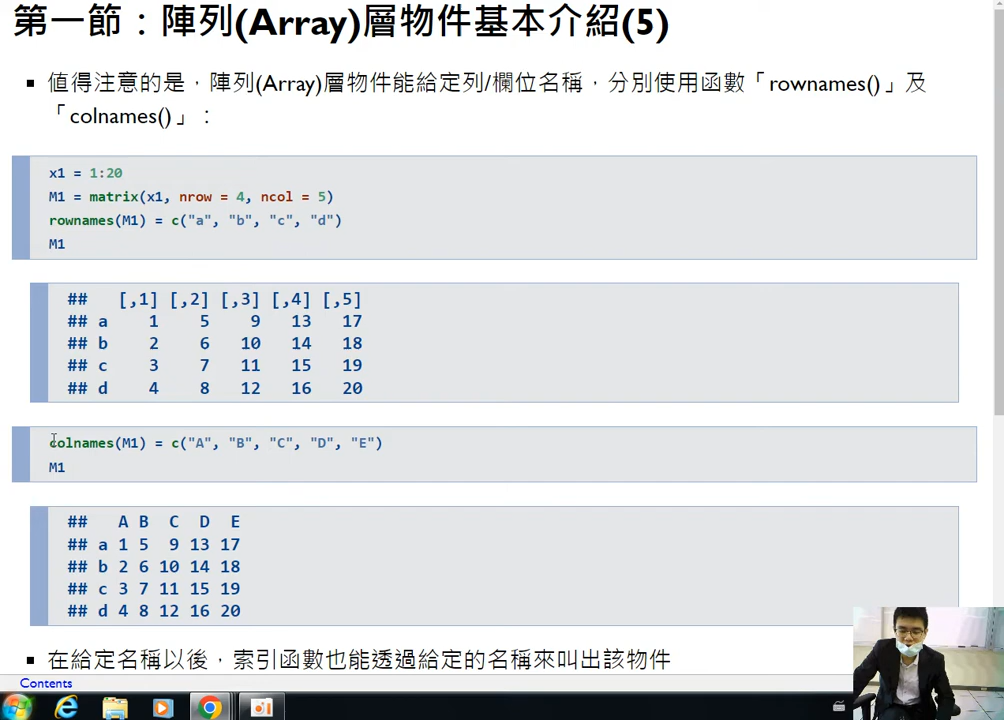 第一節：陣列(Array)層物件基本介紹(5)
▪ 值得注意的是，陣列(Array)層物件能給定列/欄位名稱，分別使用函數「rownames()」及
「colnames()」：
x1 = 1:20
M1 = matrix(x1, nrow = 4, ncol = 5)
rownames(M1) = c("a", "b", "c", "d")
M1
##   [,1] [,2] [,3] [,4] [,5]
## a    1    5    9   13   17
## b    2    6   10   14   18
## c    3    7   11   15   19
## d    4    8   12   16   20
colnames(M1) = c("A", "B", "C", "D", "E")
M1
##   A B  C  D  E
## a 1 5  9 13 17
## b 2 6 10 14 18
## c 3 7 11 15 19
## d 4 8 12 16 20
▪ 在給定名稱以後，索引函數也能透過給定的名稱來叫出該物件
Contents